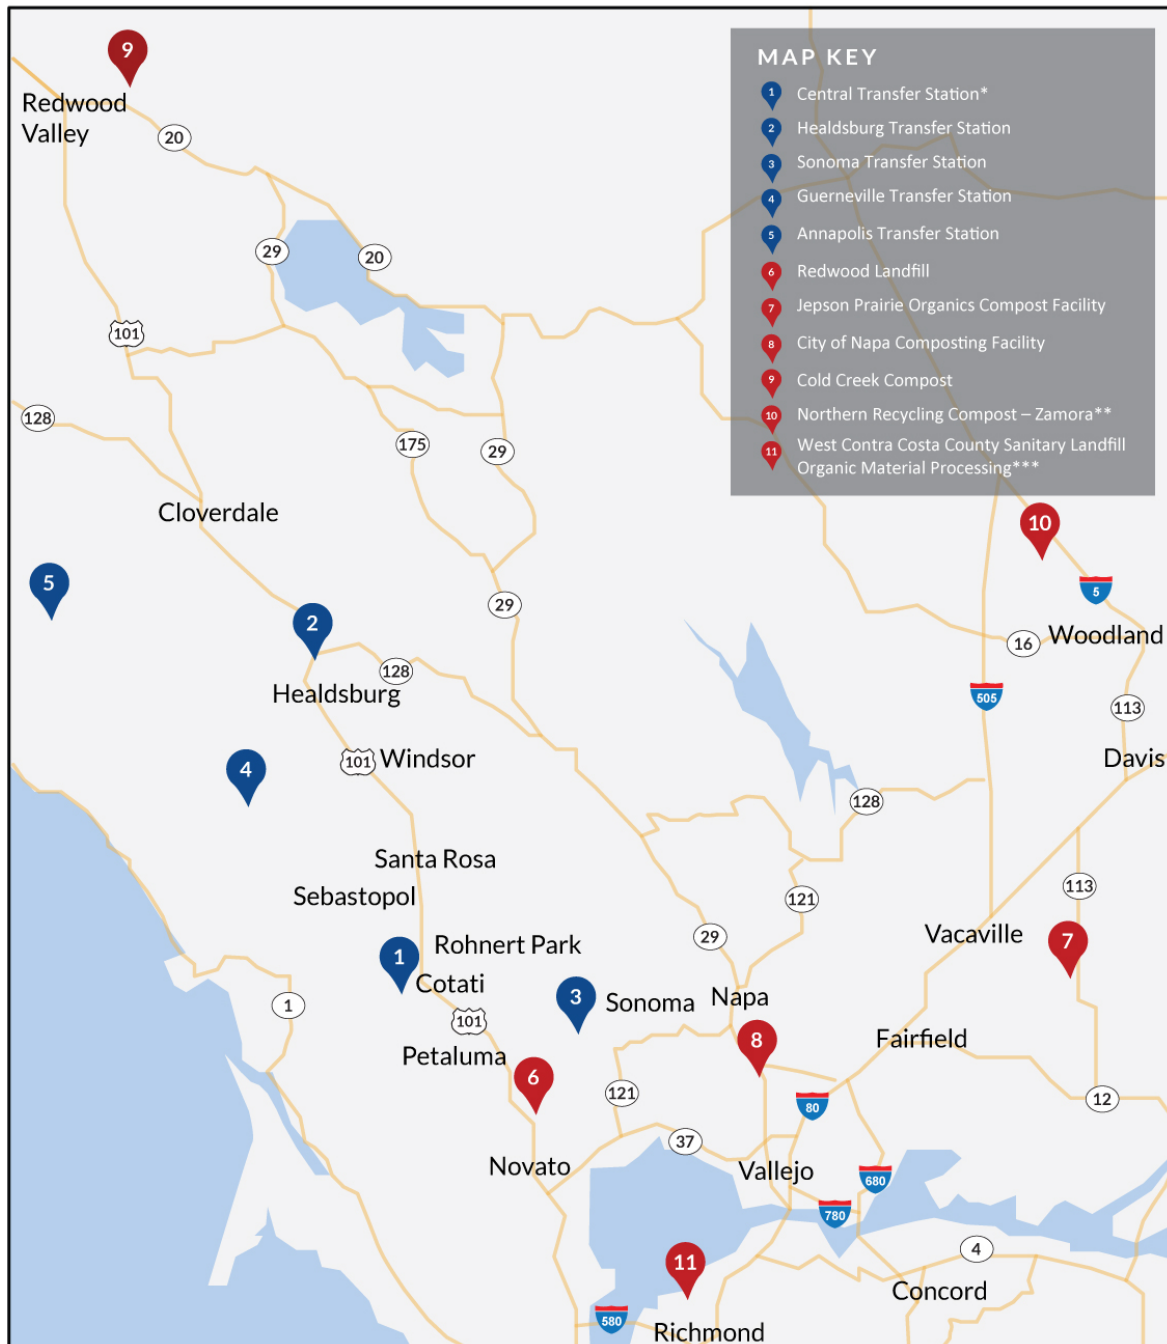 MAP KEY
1 Central Transfer Station*
2 Healdsburg Transfer Station
3 Sonoma Transfer Station
4 Guerneville Transfer Station
5 Annapolis Transfer Station
6 Redwood Landfill
7 Jepson Prairie Organics Compost Facility
8 City of Napa Composting Facility
9 Cold Creek Compost
10 Northern Recycling Compost – Zamora**
11 West Contra Costa County Sanitary Landfill
Organic Material Processing***
9
Redwood
Valley
20
29
20
101
128
175
29
Cloverdale
10
5
5
29
2
Woodland
16
128
Healdsburg
505
113
101
Windsor
Davis
4
128
Santa Rosa
113
Sebastopol
121
Vacaville
29
7
Rohnert Park
1
Cotati
3
Sonoma
Napa
1
101
Petaluma
8
Fairfield
6
121
80
12
37
Novato
Vallejo
680
780
4
11
Concord
580
Richmond